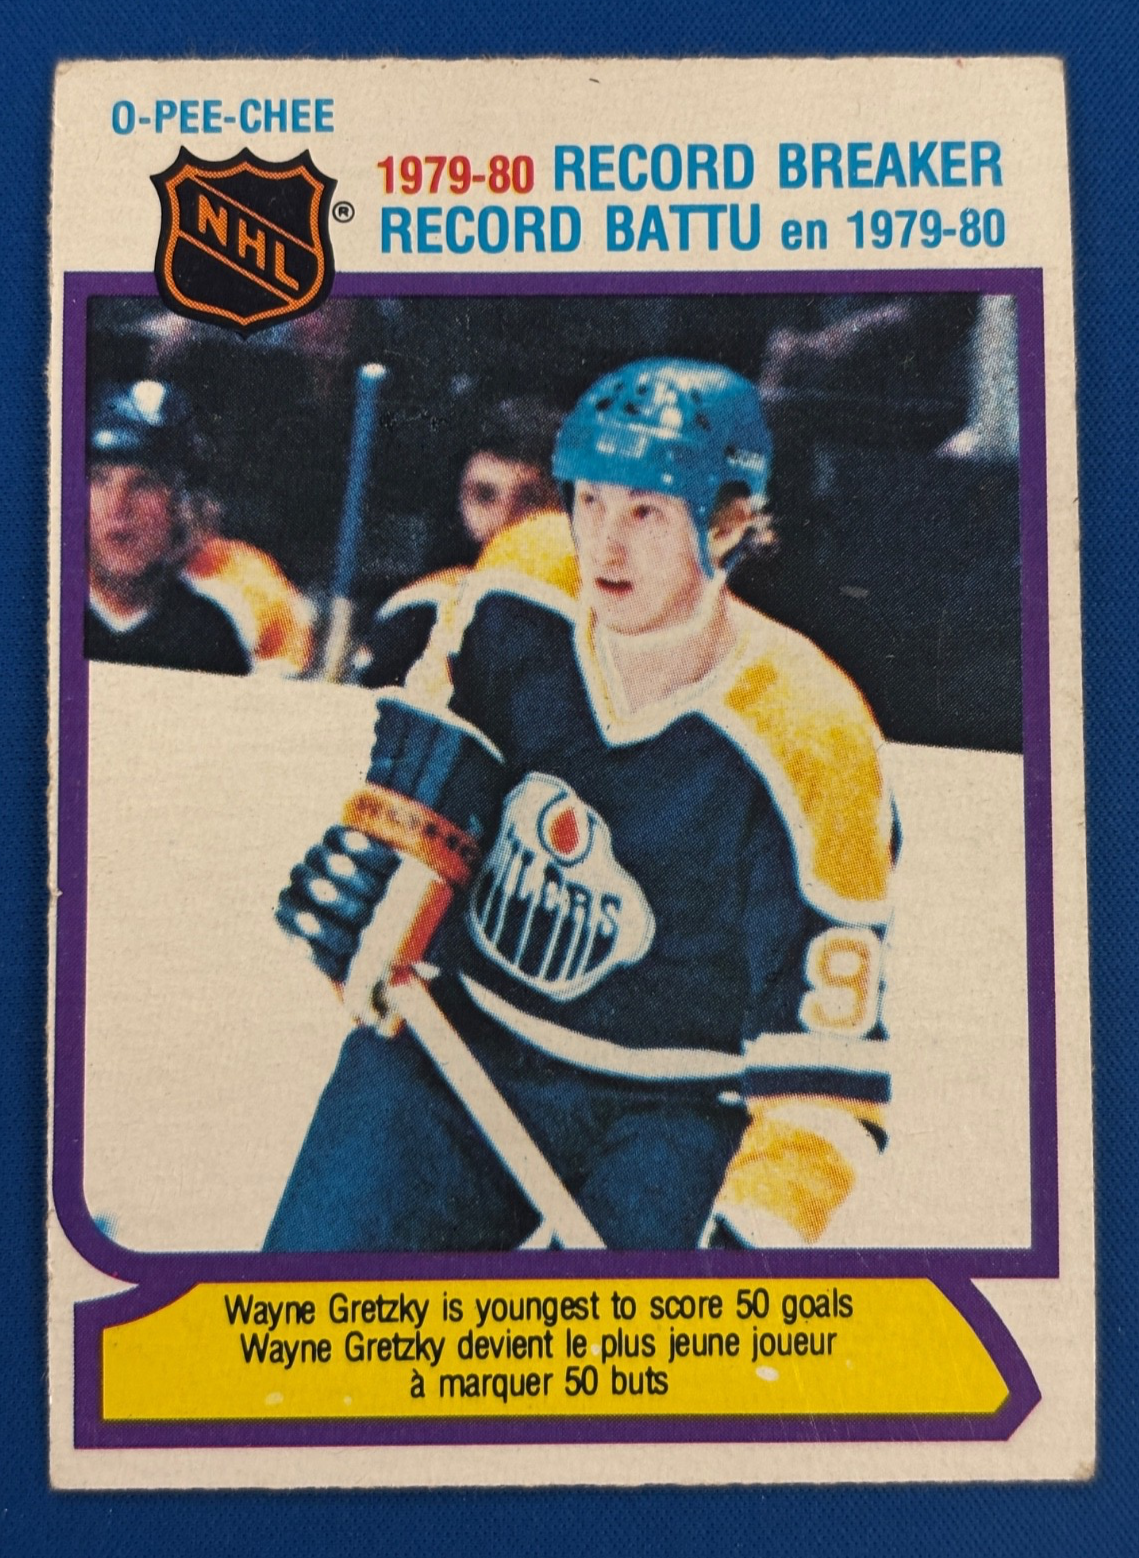 O-PEE-CHEE
NHL
®
1979-80 RECORD BREAKER
RECORD BATTU en 1979-80
OILERS
9
Wayne Gretzky is youngest to score 50 goals
Wayne Gretzky devient le plus jeune joueur
à marquer 50 buts